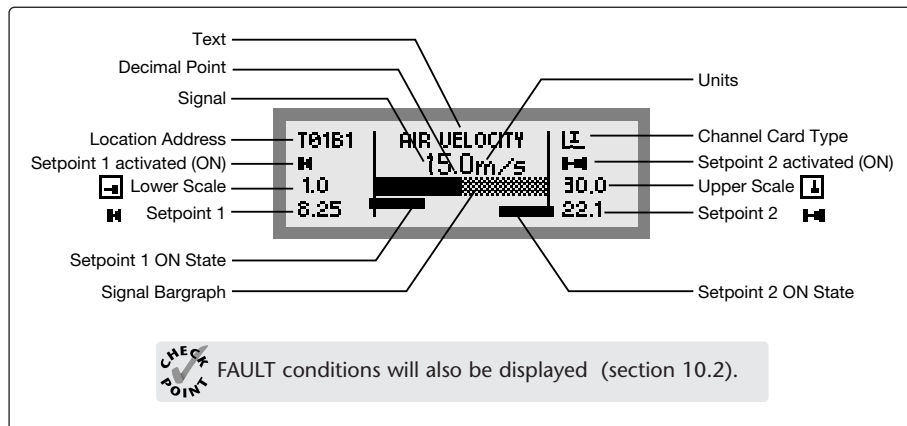 Text
Decimal Point
Signal
Units
Location Address
T01B1
AIR VELOCITY
Channel Card Type
Setpoint 1 activated (ON)
15.0m/s
Setpoint 2 activated (ON)
Lower Scale
1.0
30.0
Upper Scale
Setpoint 1
8.25
22.1
Setpoint 2
Setpoint 1 ON State
Signal Bargraph
Setpoint 2 ON State
CHECK POINT
FAULT conditions will also be displayed (section 10.2).